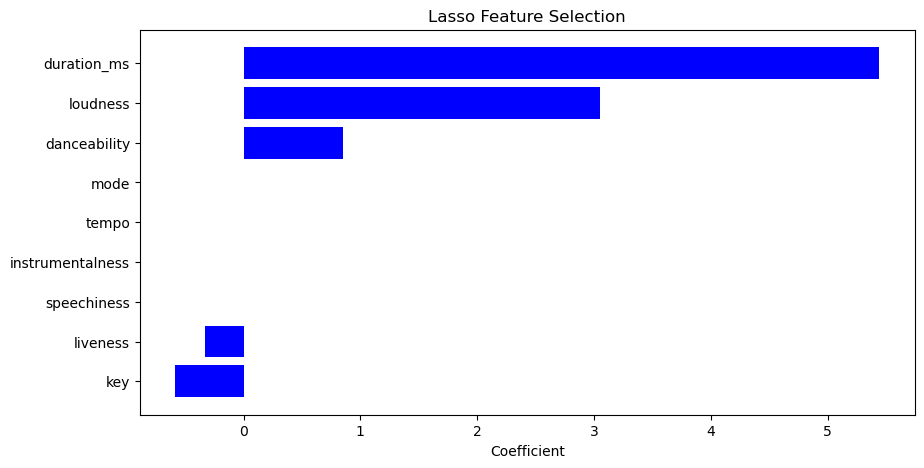 Lasso Feature Selection
duration_ms
loudness
danceability
mode
tempo
instrumentalness
speechiness
liveness
key
0 1 2 3 4 5
Coefficient